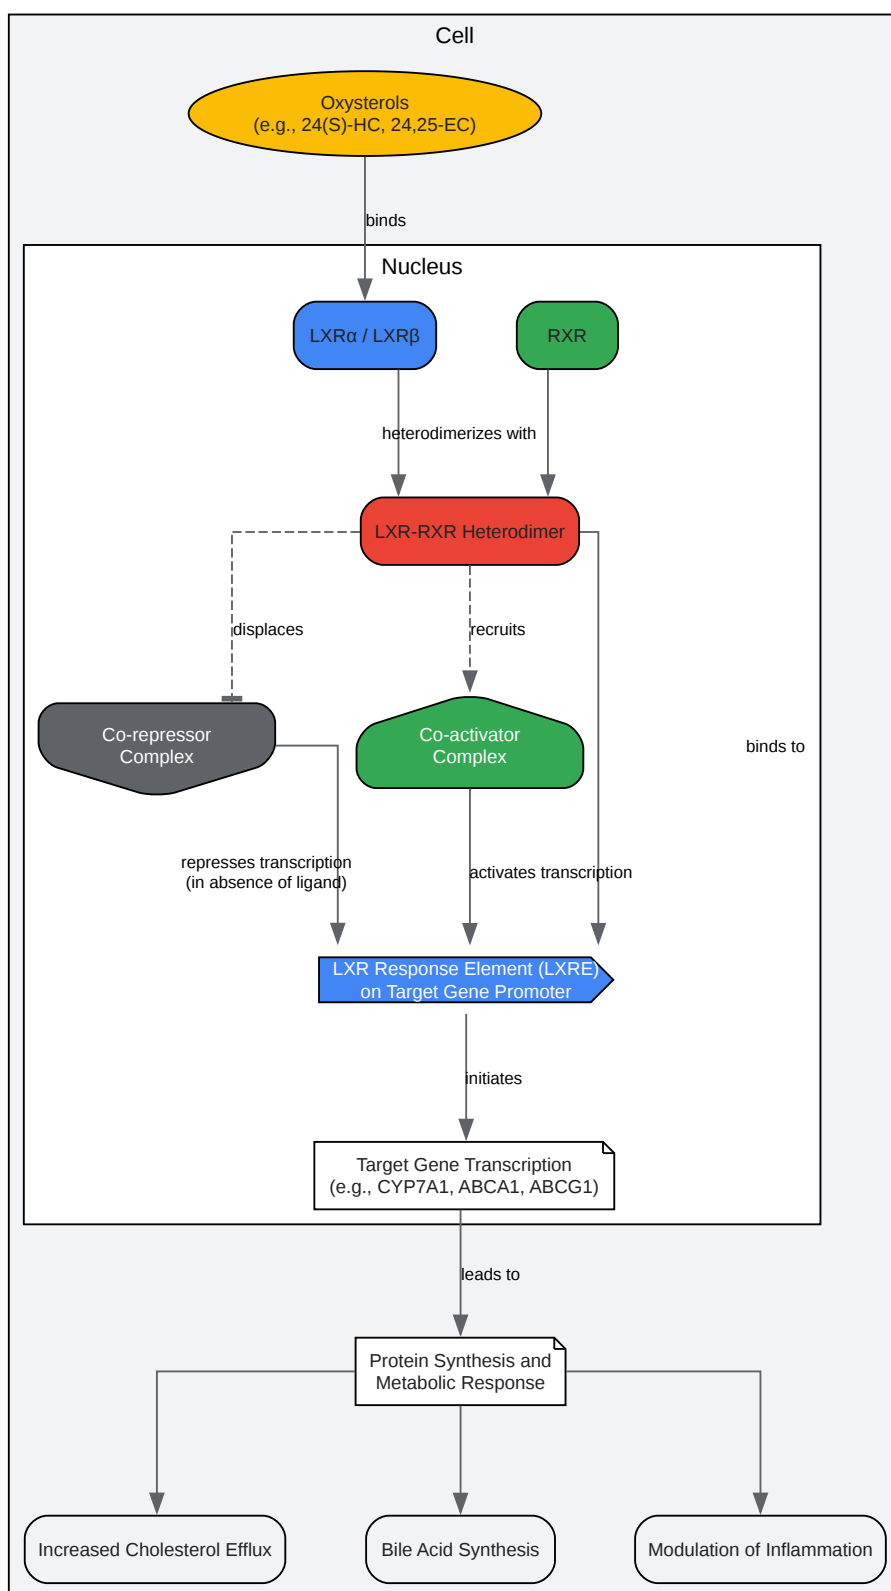 Cell
Oxysterols
(e.g., 24(S)-HC, 24,25-EC)
binds
Nucleus
LXRα / LXRβ
RXR
heterodimerizes with
LXR-RXR Heterodimer
displaces
recruits
Co-repressor
Complex
Co-activator
Complex
binds to
represses transcription
(in absence of ligand)
activates transcription
LXR Response Element (LXRE)
on Target Gene Promoter
initiates
Target Gene Transcription
(e.g., CYP7A1, ABCA1, ABCG1)
leads to
Protein Synthesis and
Metabolic Response
Increased Cholesterol Efflux
Bile Acid Synthesis
Modulation of Inflammation